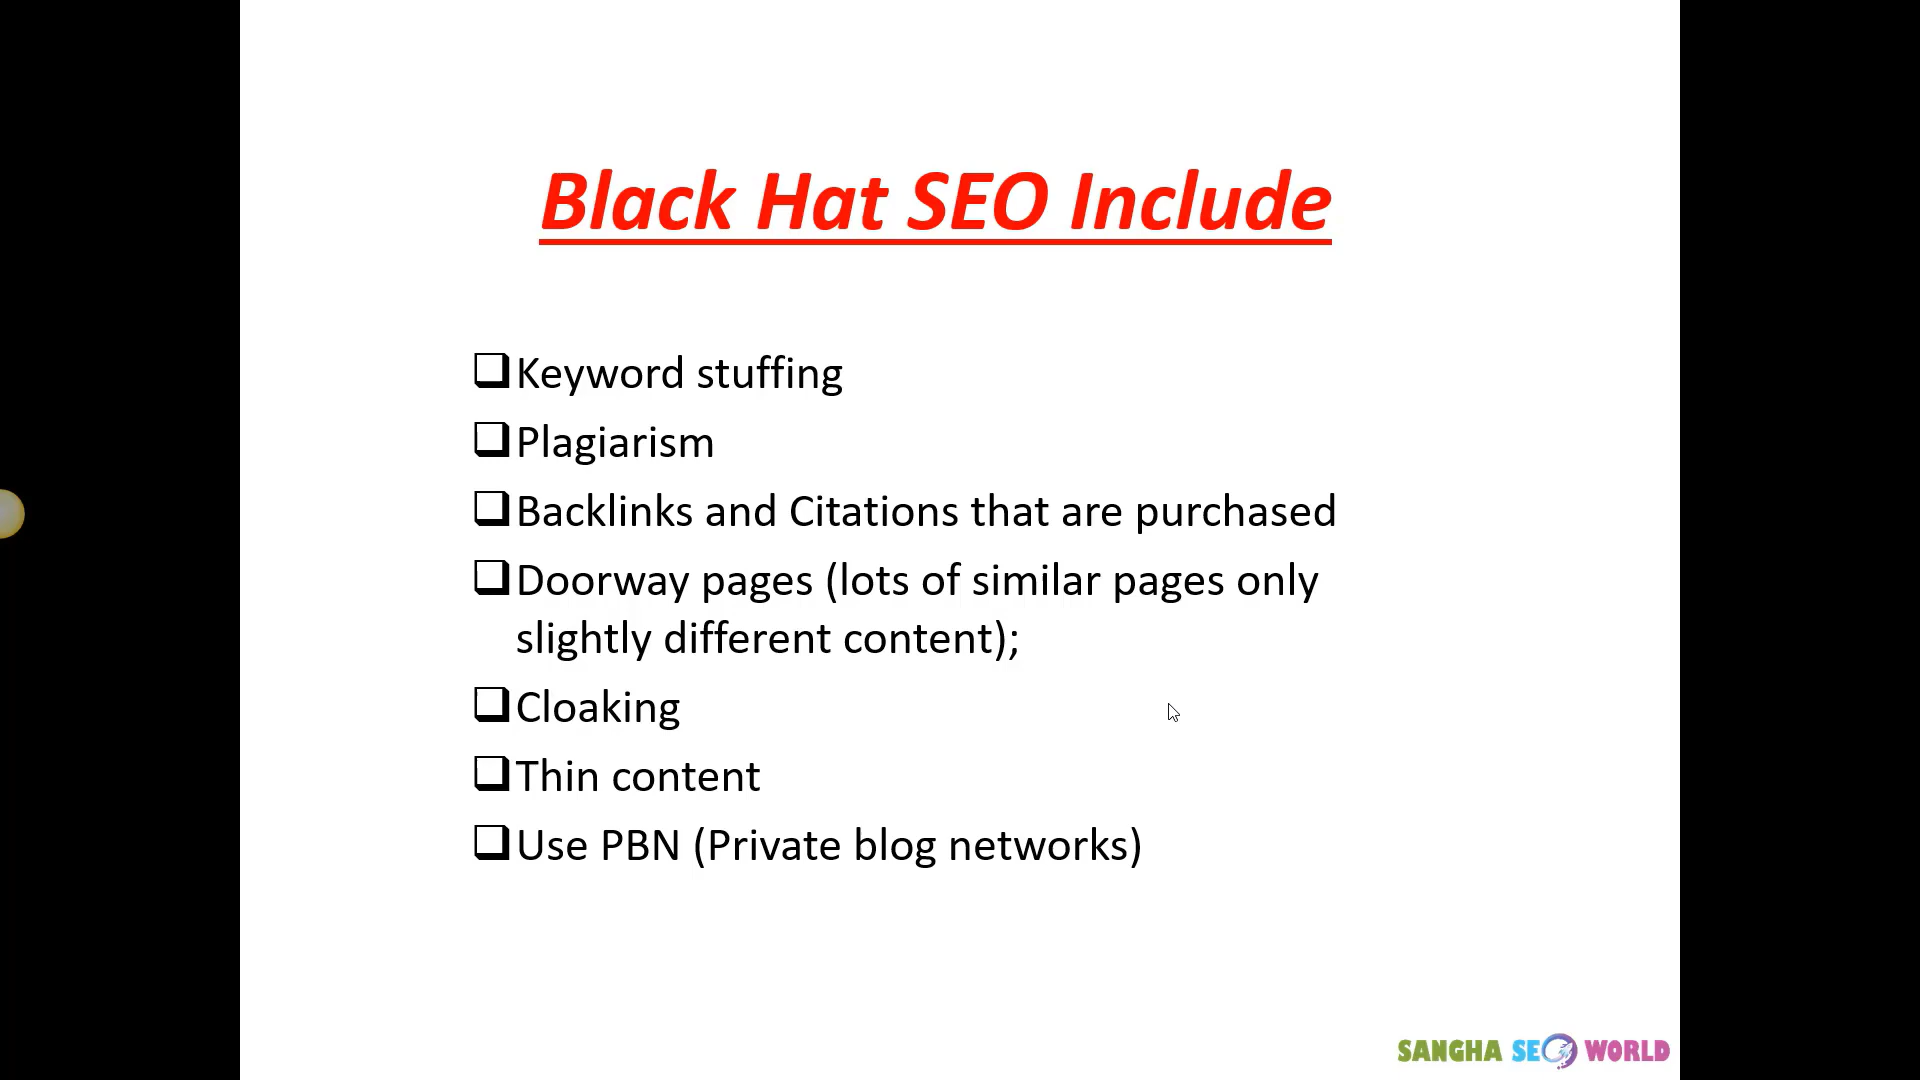 Black Hat SEO Include
Keyword stuffing
Plagiarism
Backlinks and Citations that are purchased
Doorway pages (lots of similar pages only
slightly different content);
Cloaking
Thin content
Use PBN (Private blog networks)
SANGHA SEO WORLD